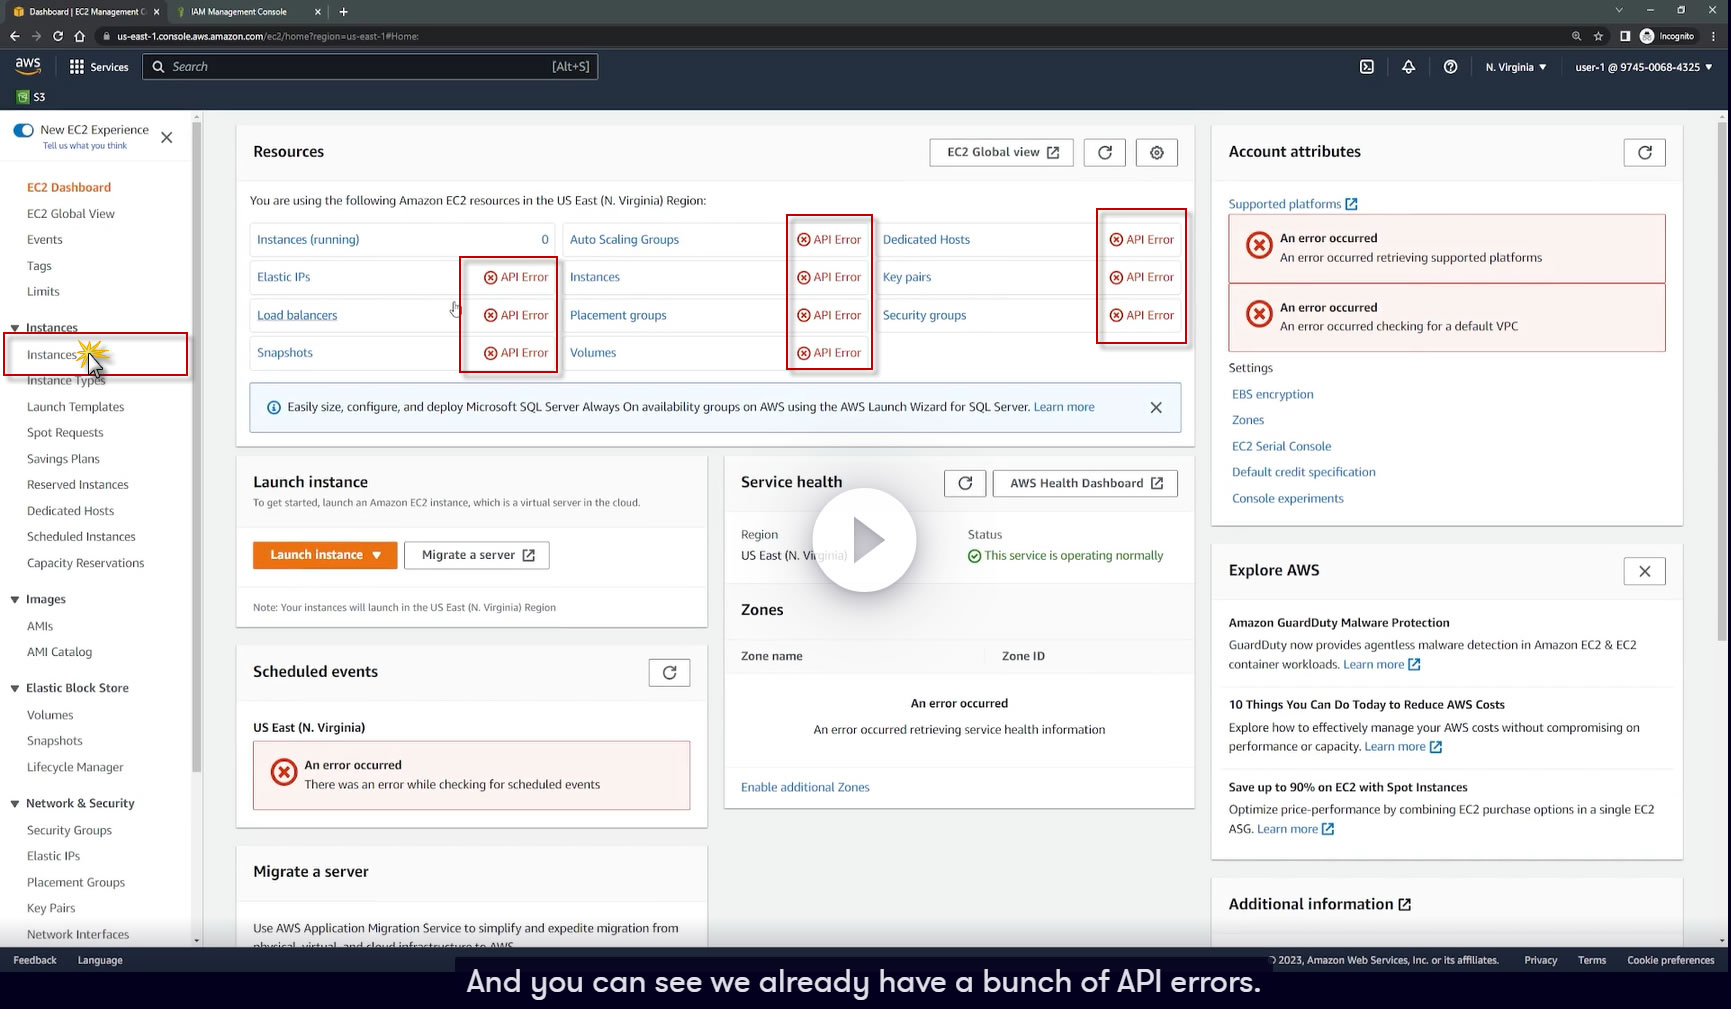 Dashboard | EC2 Management C
IAM Management Console
us-east-1.console.aws.amazon.com/ec2/home?region=us-east-1#Home:
Incognito
aws
Services
Search
[Alt+S]
N. Virginia
user-1 @ 9745-0068-4325
S3
New EC2 Experience
Tell us what you think
EC2 Dashboard
EC2 Global View
Events
Tags
Limits
Instances
Instances
Instance Types
Launch Templates
Spot Requests
Savings Plans
Reserved Instances
Dedicated Hosts
Scheduled Instances
Capacity Reservations
Images
AMIs
AMI Catalog
Elastic Block Store
Volumes
Snapshots
Lifecycle Manager
Network & Security
Security Groups
Elastic IPs
Placement Groups
Key Pairs
Network Interfaces
Resources
EC2 Global view
You are using the following Amazon EC2 resources in the US East (N. Virginia) Region:
Instances (running) 0 Auto Scaling Groups API Error Dedicated Hosts API Error
Elastic IPs API Error Instances API Error Key pairs API Error
Load balancers API Error Placement groups API Error Security groups API Error
Snapshots API Error Volumes API Error
Easily size, configure, and deploy Microsoft SQL Server Always On availability groups on AWS using the AWS Launch Wizard for SQL Server. Learn more
Launch instance
To get started, launch an Amazon EC2 instance, which is a virtual server in the cloud.
Launch instance
Migrate a server
Note: Your instances will launch in the US East (N. Virginia) Region
Scheduled events
US East (N. Virginia)
An error occurred
There was an error while checking for scheduled events
Migrate a server
Use AWS Application Migration Service to simplify and expedite migration from
physical, virtual, and cloud infrastructure to AWS.
Service health
AWS Health Dashboard
Region
Status
US East (N. Virginia)
This service is operating normally
Zones
Zone name
Zone ID
An error occurred
An error occurred retrieving service health information
Enable additional Zones
Account attributes
Supported platforms
An error occurred
An error occurred retrieving supported platforms
An error occurred
An error occurred checking for a default VPC
Settings
EBS encryption
Zones
EC2 Serial Console
Default credit specification
Console experiments
Explore AWS
Amazon GuardDuty Malware Protection
GuardDuty now provides agentless malware detection in Amazon EC2 & EC2
container workloads. Learn more
10 Things You Can Do Today to Reduce AWS Costs
Explore how to effectively manage your AWS costs without compromising on
performance or capacity. Learn more
Save up to 90% on EC2 with Spot Instances
Optimize price-performance by combining EC2 purchase options in a single EC2
ASG. Learn more
Additional information
Feedback
Language
© 2023, Amazon Web Services, Inc. or its affiliates.
Privacy
Terms
Cookie preferences
And you can see we already have a bunch of API errors.